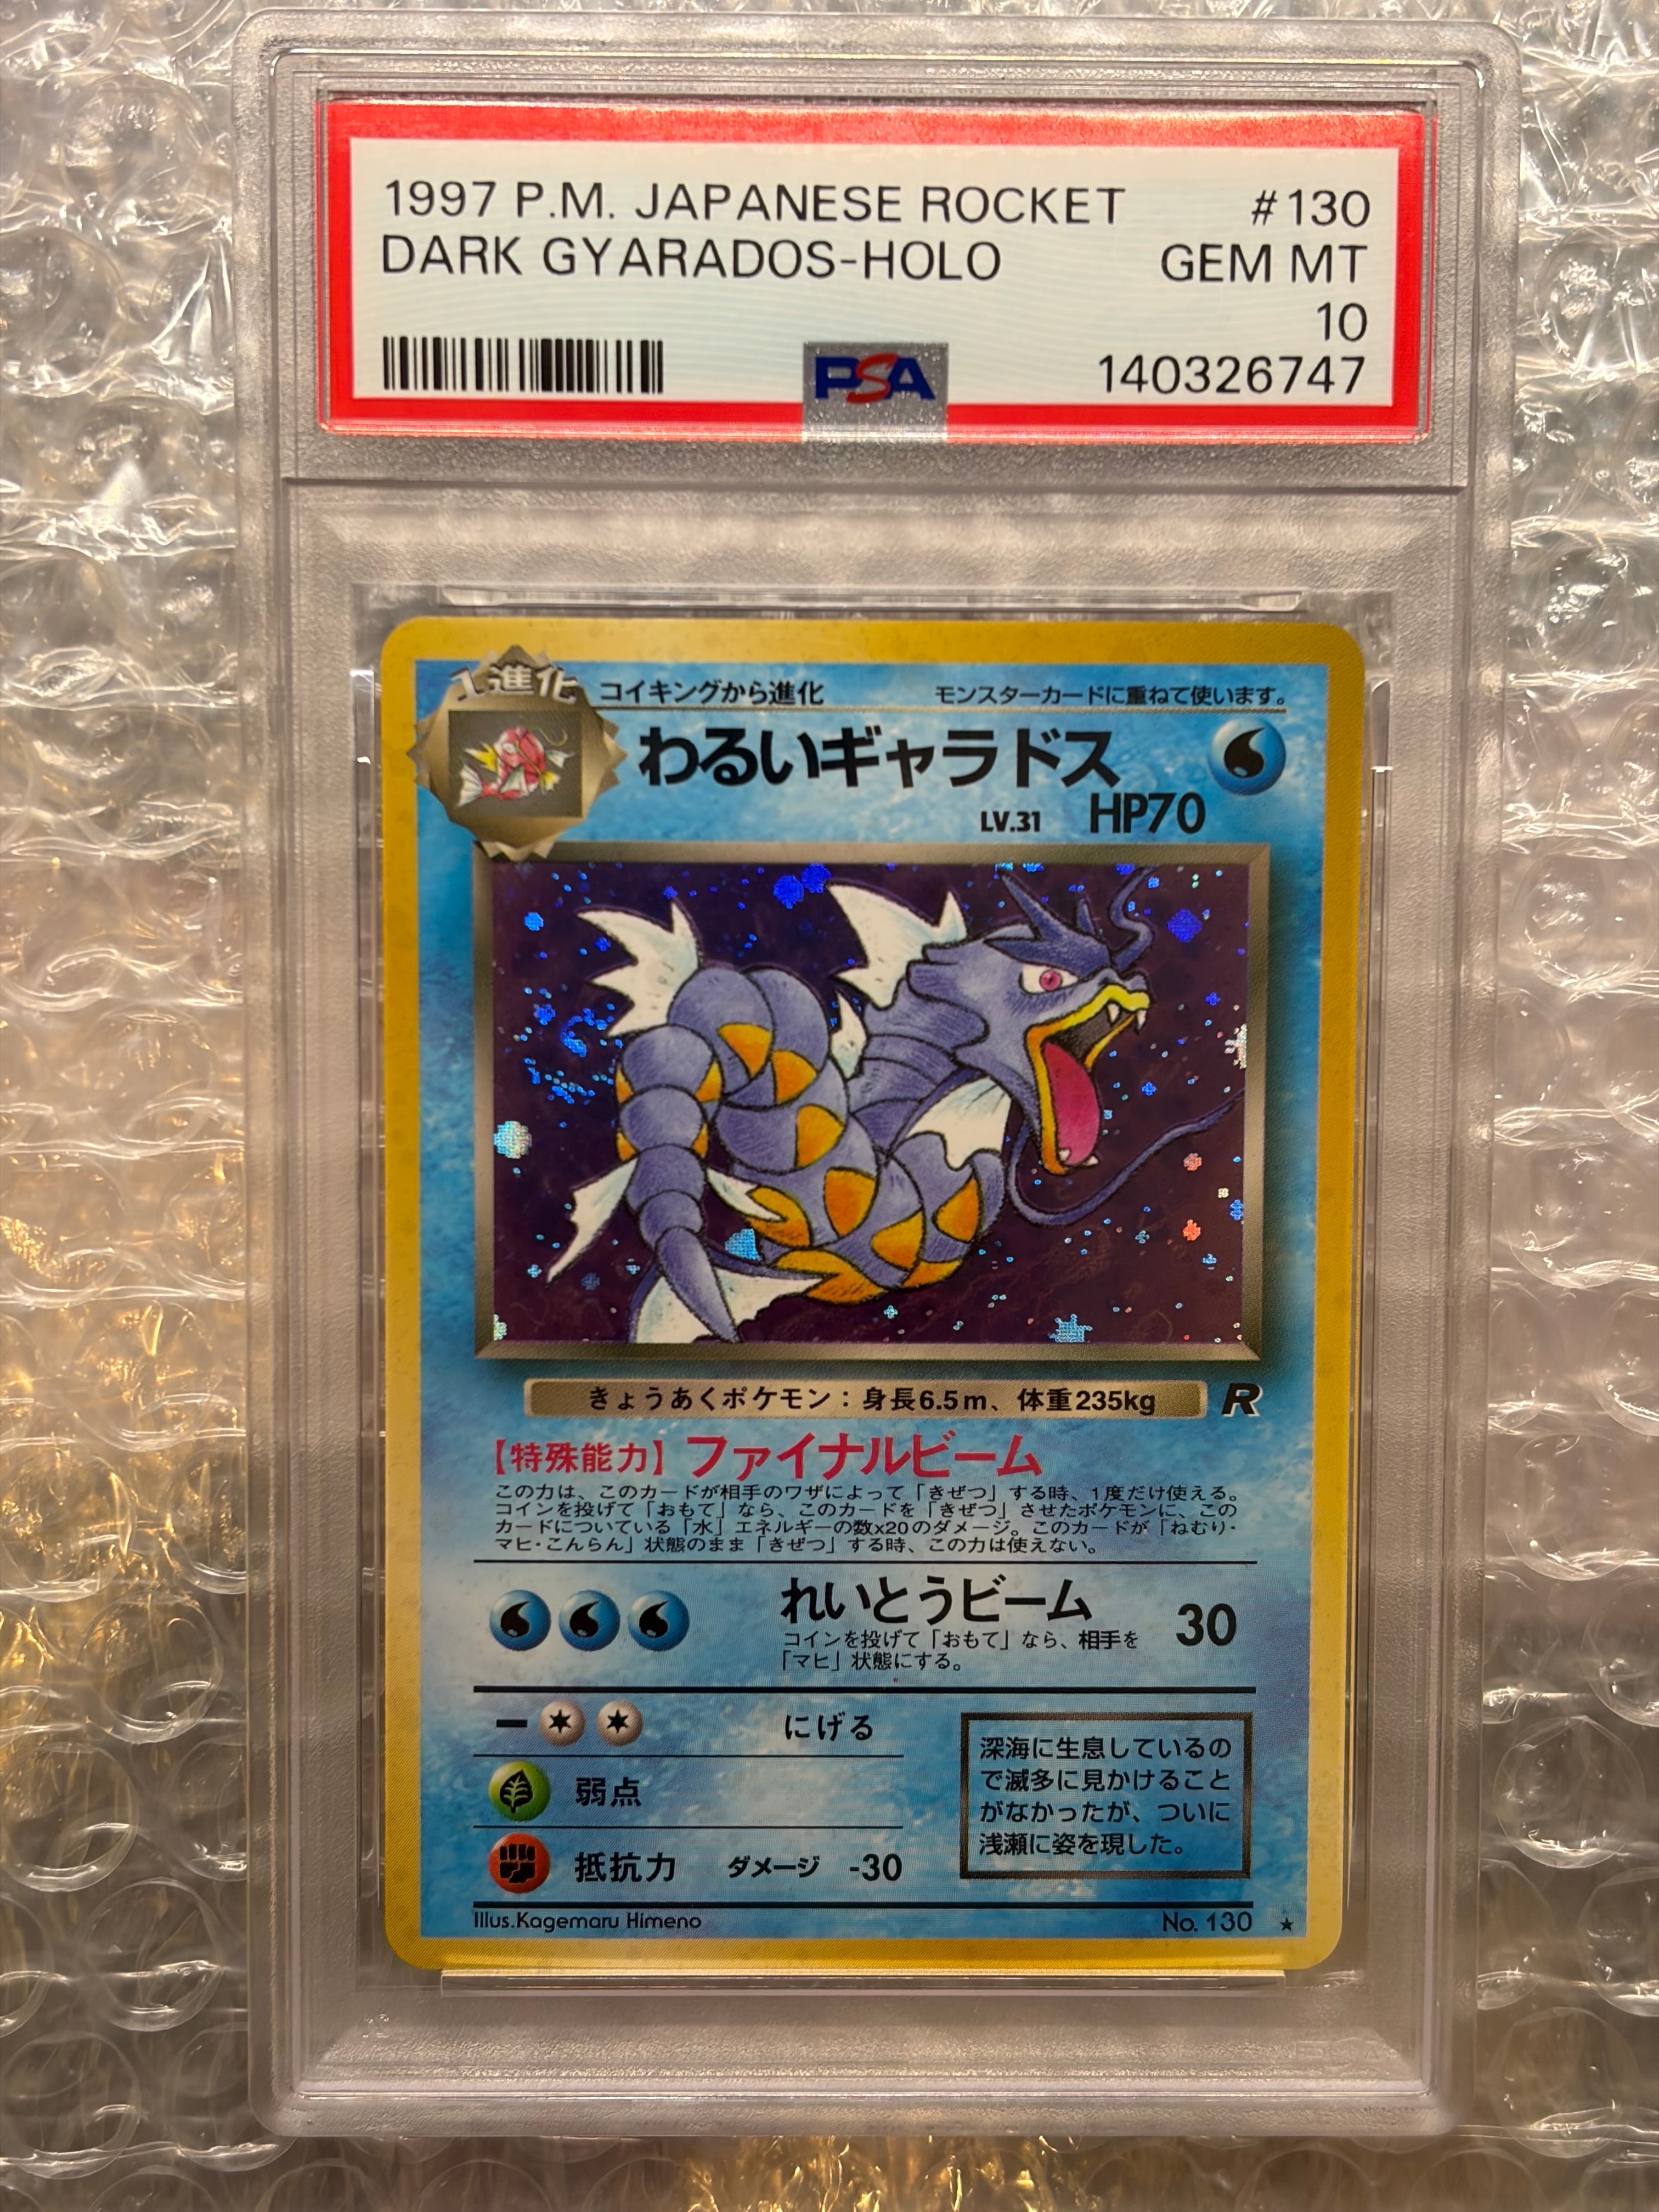 1997 P.M. JAPANESE ROCKET #130
DARK GYARADOS-HOLO GEM MT
10
PSA 140326747
1進化 コイキングから進化 モンスターカードに重ねて使います。
わるいギャラドス
LV.31 HP70
きょうあくポケモン：身長6.5m、体重235kg R
【特殊能力】ファイナルビーム
この力は、このカードが相手のワザによって「きぜつ」する時、1度だけ使える。
コインを投げて「おもて」なら、このカードを「きぜつ」させたポケモンに、この
カードについている「水」エネルギーの数x20のダメージ。このカードが「ねむり・
マヒ・こんらん」状態のまま「きぜつ」する時、この力は使えない。
れいとうビーム 30
コインを投げて「おもて」なら、相手を
「マヒ」状態にする。
にげる
弱点
抵抗力 ダメージ -30
深海に生息しているの
で滅多に見かけること
がなかったが、ついに
浅瀬に姿を現した。
Illus.Kagemaru Himeno No. 130 ★